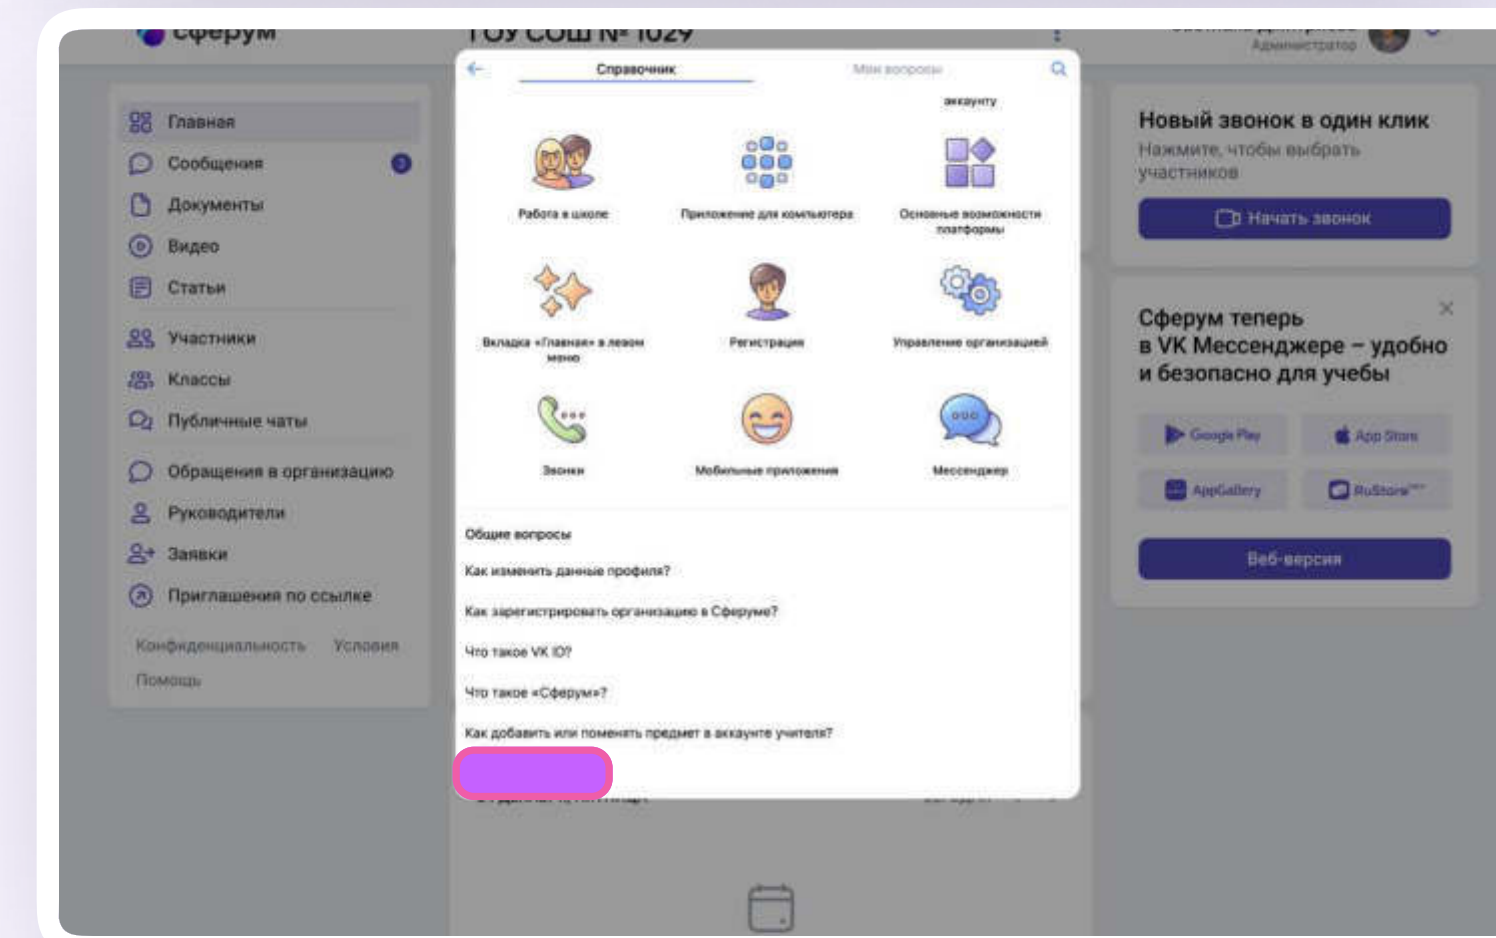 сферум
ГОУ СОШ № 1029
Администратор
Главная
Сообщения
Документы
Видео
Статьи
Участники
Классы
Публичные чаты
Обращения в организацию
Руководители
Заявки
Приглашения по ссылке
Конфиденциальность Условия
Помощь
Справочник Мои вопросы
аккаунту
Работа в школе
Приложение для компьютера
Основные возможности
платформы
Вкладка «Главная» в левом
меню
Регистрация
Управление организацией
Звонки
Мобильные приложения
Мессенджер
Общие вопросы
Как изменить данные профиля?
Как зарегистрировать организацию в Сферуме?
Что такое VK ID?
Что такое «Сферум»?
Как добавить или поменять предмет в аккаунте учителя?
Новый звонок в один клик
Нажмите, чтобы выбрать
участников
Начать звонок
Сферум теперь
в VK Мессенджере – удобно
и безопасно для учебы
Google Play
App Store
AppGallery
RuStore
Веб-версия